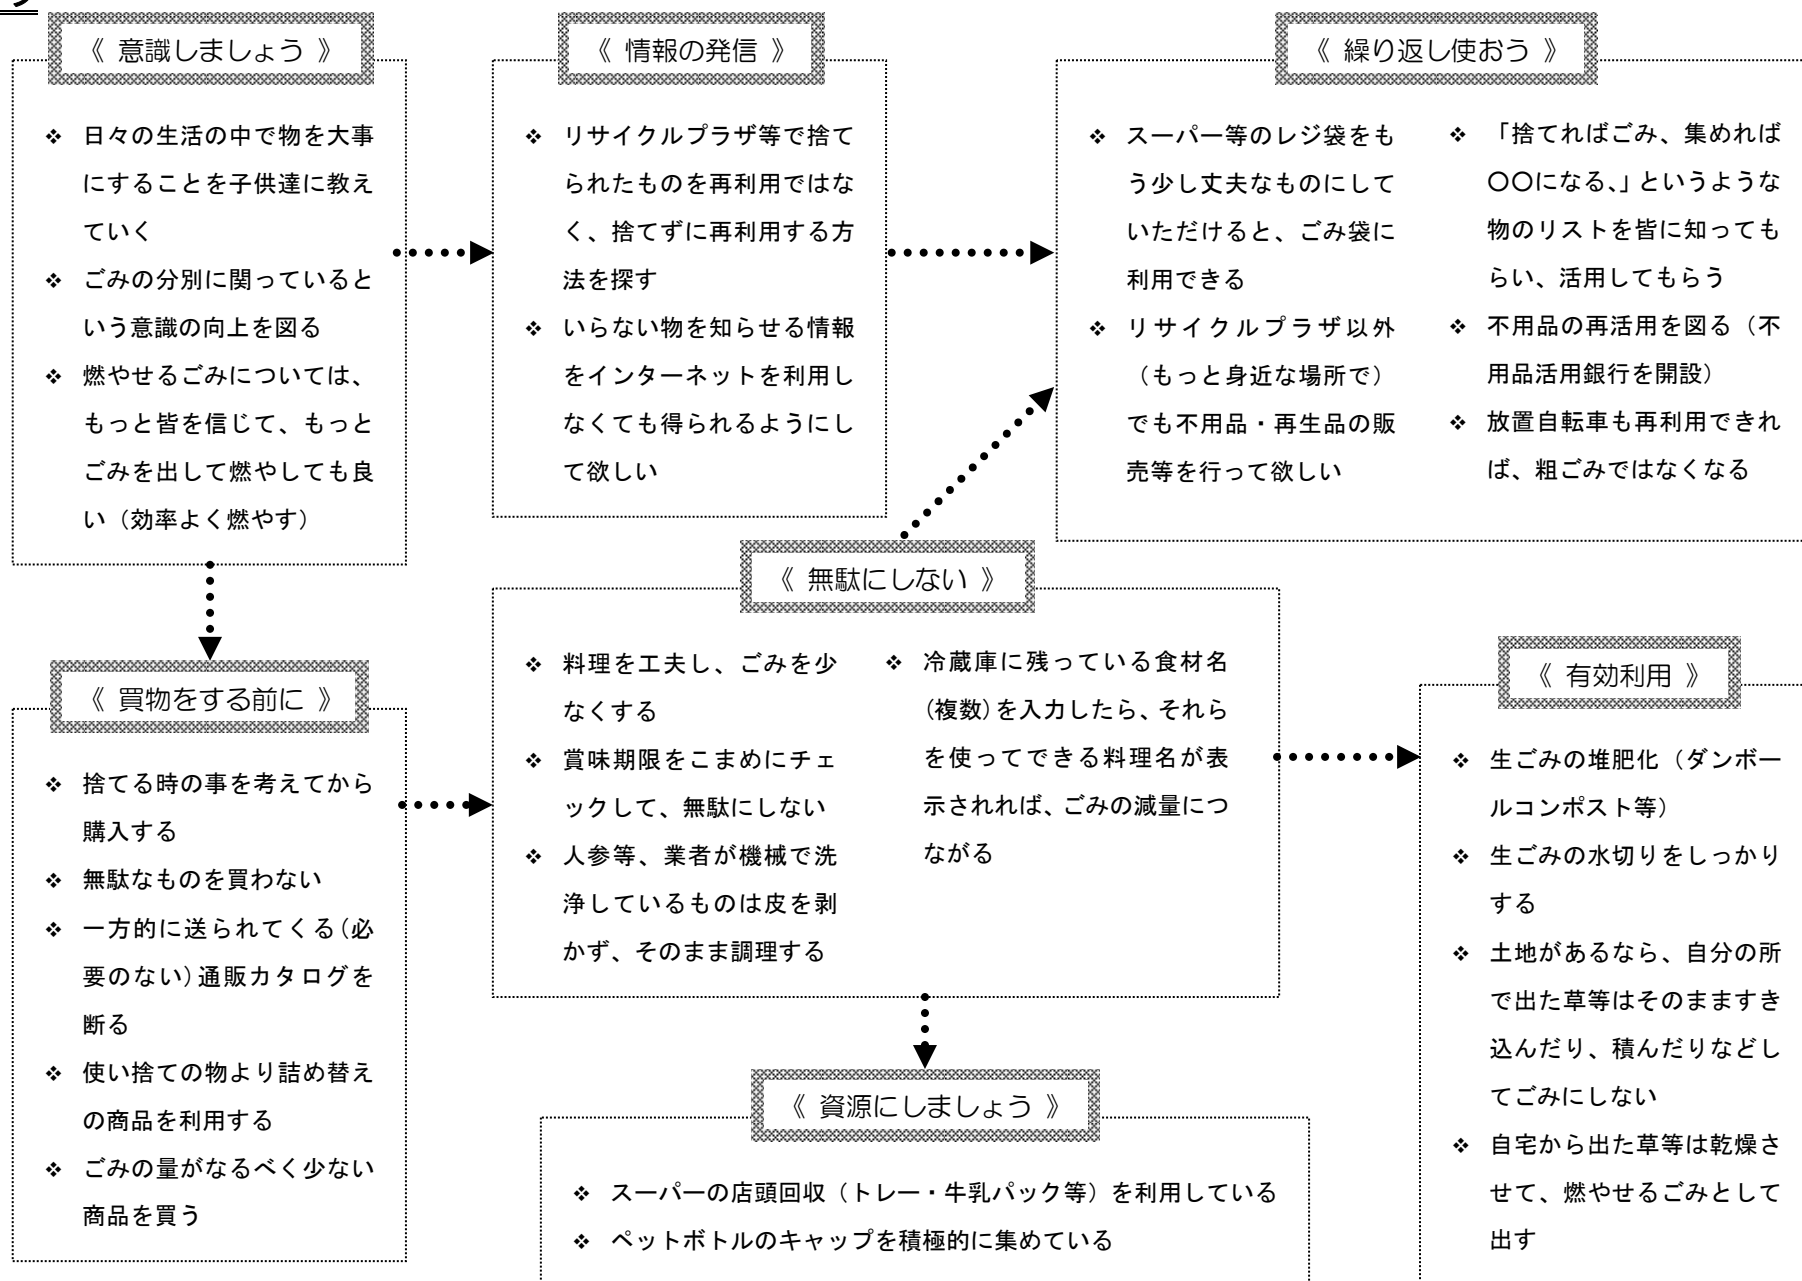 《 意識しましょう 》
❖ 日々の生活の中で物を大事
にすることを子供達に教え
ていく
❖ ごみの分別に関っていると
いう意識の向上を図る
❖ 燃やせるごみについては、
もっと皆を信じて、もっと
ごみを出して燃やしても良
い（効率よく燃やす）
《 情報の発信 》
❖ リサイクルプラザ等で捨て
られたものを再利用ではな
く、捨てずに再利用する方
法を探す
❖ いらない物を知らせる情報
をインターネットを利用し
なくても得られるようにし
て欲しい
《 繰り返し使おう 》
❖ スーパー等のレジ袋をも
う少し丈夫なものにして
いただけると、ごみ袋に
利用できる
❖ リサイクルプラザ以外
（もっと身近な場所で）
でも不用品・再生品の販
売等を行って欲しい
❖ 「捨てればごみ、集めれば
〇〇になる、」というような
物のリストを皆に知っても
らい、活用してもらう
❖ 不用品の再活用を図る（不
用品活用銀行を開設）
❖ 放置自転車も再利用できれ
ば、粗ごみではなくなる
《 買物をする前に 》
❖ 捨てる時の事を考えてから
購入する
❖ 無駄なものを買わない
❖ 一方的に送られてくる（必
要のない）通販カタログを
断る
❖ 使い捨ての物より詰め替え
の商品を利用する
❖ ごみの量がなるべく少ない
商品を買う
《 無駄にしない 》
❖ 料理を工夫し、ごみを少
なくする
❖ 賞味期限をこまめにチェ
ックして、無駄にしない
❖ 人参等、業者が機械で洗
浄しているものは皮を剥
かず、そのまま調理する
❖ 冷蔵庫に残っている食材名
（複数）を入力したら、それら
を使ってできる料理名が表
示されれば、ごみの減量につ
ながる
《 有効利用 》
❖ 生ごみの堆肥化（ダンボー
ルコンポスト等）
❖ 生ごみの水切りをしっかり
する
❖ 土地があるなら、自分の所
で出た草等はそのまますき
込んだり、積んだりなどし
てごみにしない
❖ 自宅から出た草等は乾燥さ
せて、燃やせるごみとして
出す
《 資源にしましょう 》
❖ スーパーの店頭回収（トレー・牛乳パック等）を利用している
❖ ペットボトルのキャップを積極的に集めている